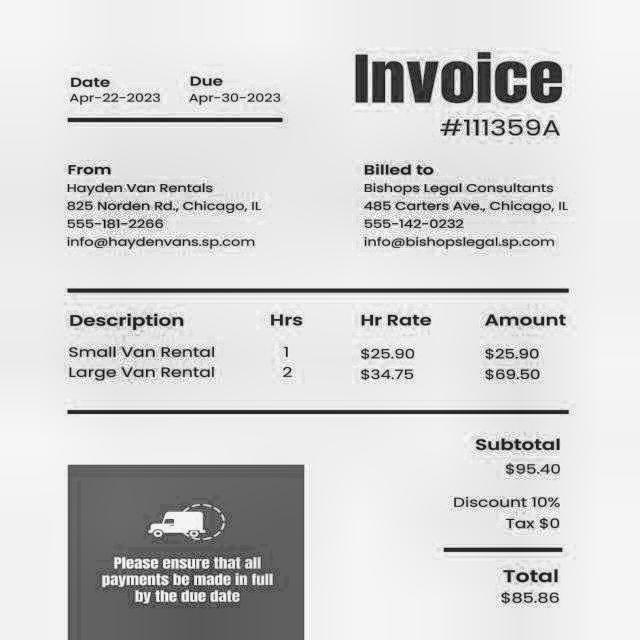 Invoice
#111359A
Date Due
Apr-22-2023 Apr-30-2023
From
Hayden Van Rentals
825 Norden Rd., Chicago, IL
555-181-2266
info@haydenvans.sp.com
Billed to
Bishops Legal Consultants
485 Carters Ave., Chicago, IL
555-142-0232
info@bishopslegal.sp.com
Description Hrs Hr Rate Amount
Small Van Rental 1 $25.90 $25.90
Large Van Rental 2 $34.75 $69.50
Subtotal
$95.40
Discount 10%
Tax $0
Total
$85.86
Please ensure that all
payments be made in full
by the due date